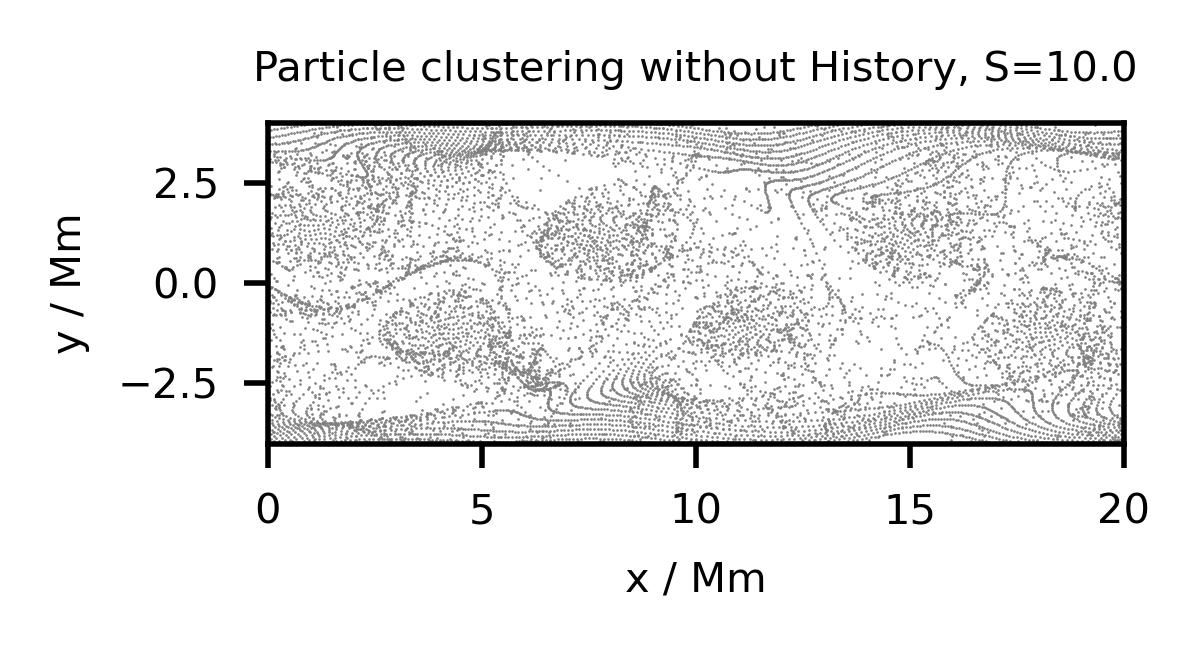 Particle clustering without History, S=10.0
y / Mm
2.5
0.0
−2.5
0 5 10 15 20
x / Mm